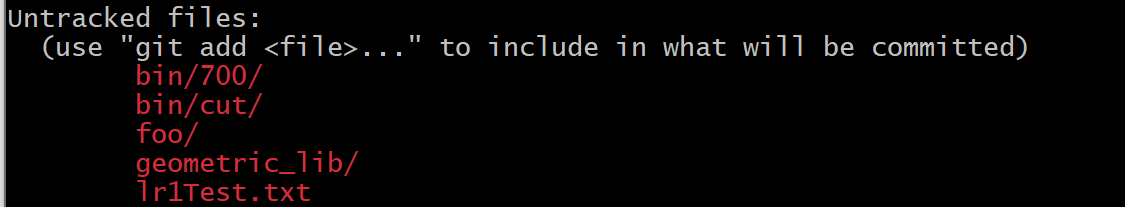 Untracked files:
  (use "git add <file>..." to include in what will be committed)
        bin/700/
        bin/cut/
        foo/
        geometric_lib/
        lr1Test.txt